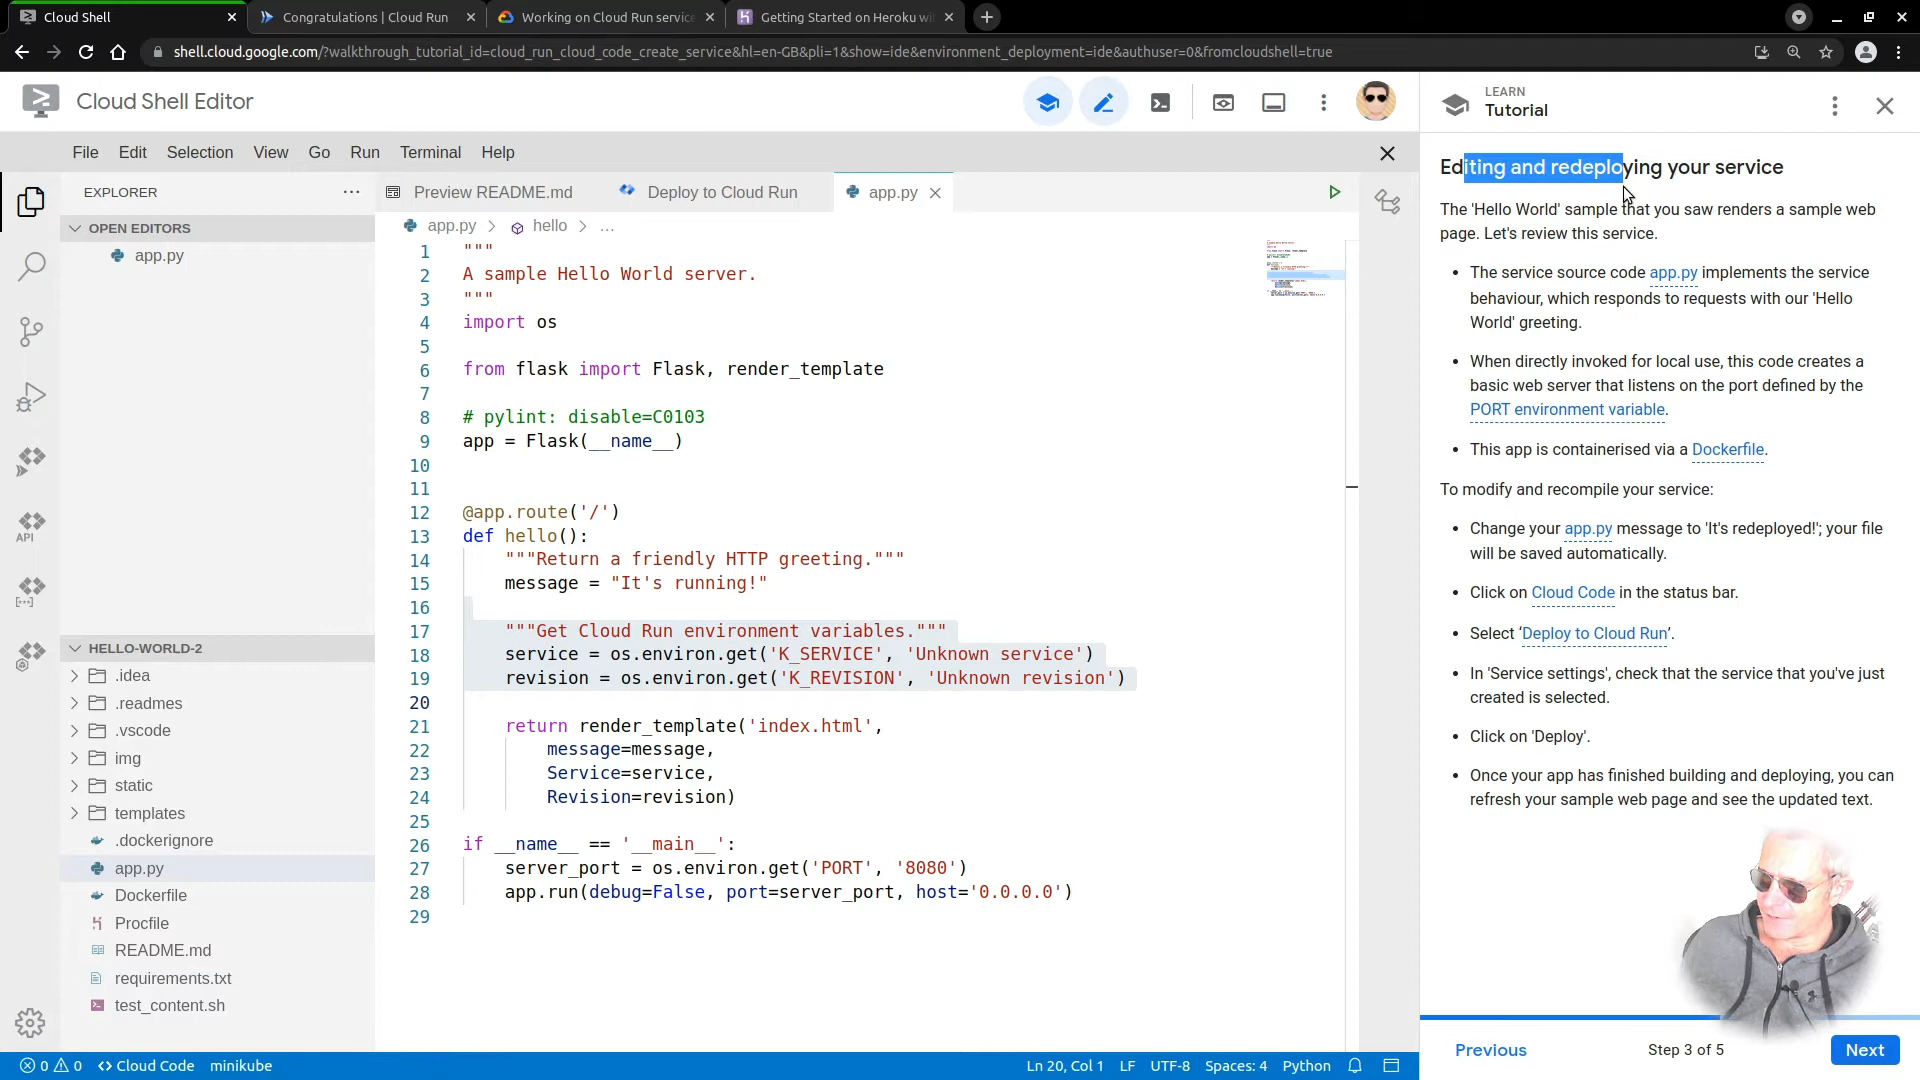 Cloud Shell
Congratulations | Cloud Run
Working on Cloud Run service
Getting Started on Heroku wi
shell.cloud.google.com/?walkthrough_tutorial_id=cloud_run_cloud_code_create_service&hl=en-GB&pli=1&show=ide&environment_deployment=ide&authuser=0&fromcloudshell=true
Cloud Shell Editor
File Edit Selection View Go Run Terminal Help
EXPLORER
OPEN EDITORS
app.py
HELLO-WORLD-2
.idea
.readmes
.vscode
img
static
templates
.dockerignore
app.py
Dockerfile
Procfile
README.md
requirements.txt
test_content.sh
API
Preview README.md
Deploy to Cloud Run
app.py
app.py > hello > ...
1 """
2 A sample Hello World server.
3 """
4 import os
5
6 from flask import Flask, render_template
7
8 # pylint: disable=C0103
9 app = Flask(__name__)
10
11
12 @app.route('/')
13 def hello():
14 """Return a friendly HTTP greeting."""
15 message = "It's running!"
16
17 """Get Cloud Run environment variables."""
18 service = os.environ.get('K_SERVICE', 'Unknown service')
19 revision = os.environ.get('K_REVISION', 'Unknown revision')
20
21 return render_template('index.html',
22 message=message,
23 Service=service,
24 Revision=revision)
25
26 if __name__ == '__main__':
27 server_port = os.environ.get('PORT', '8080')
28 app.run(debug=False, port=server_port, host='0.0.0.0')
29
LEARN
Tutorial
Editing and redeploying your service
The 'Hello World' sample that you saw renders a sample web
page. Let's review this service.
• The service source code app.py implements the service
behaviour, which responds to requests with our 'Hello
World' greeting.
• When directly invoked for local use, this code creates a
basic web server that listens on the port defined by the
PORT environment variable.
• This app is containerised via a Dockerfile.
To modify and recompile your service:
• Change your app.py message to 'It's redeployed!'; your file
will be saved automatically.
• Click on Cloud Code in the status bar.
• Select ‘Deploy to Cloud Run’.
• In 'Service settings', check that the service that you've just
created is selected.
• Click on 'Deploy'.
• Once your app has finished building and deploying, you can
refresh your sample web page and see the updated text.
Previous
Step 3 of 5
Next
0 0 Cloud Code minikube
Ln 20, Col 1 LF UTF-8 Spaces: 4 Python